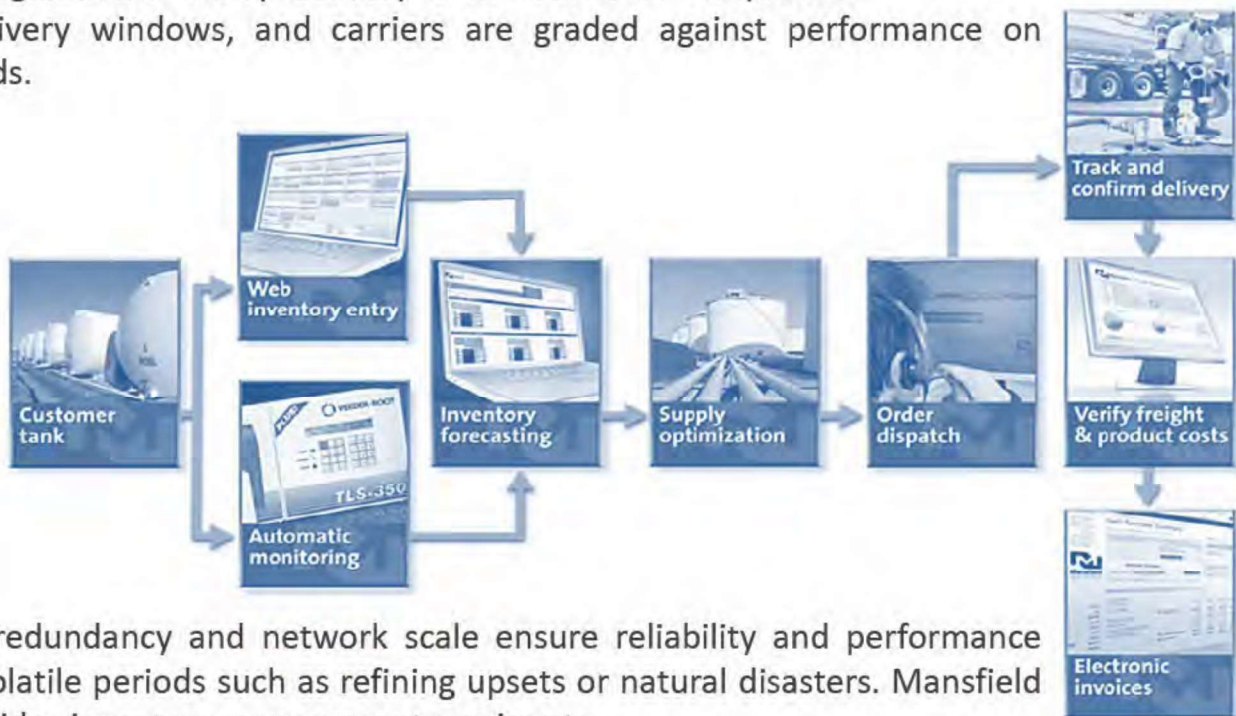 ivery windows, and carriers are graded against performance on
ds.
Track and
confirm delivery
Web
inventory entry
Customer
tank
VEEDER-ROOT
TLS-350
Automatic
monitoring
Inventory
forecasting
Supply
optimization
Order
dispatch
Verify freight
& product costs
Electronic
invoices
redundancy and network scale ensure reliability and performance
olatile periods such as refining upsets or natural disasters. Mansfield